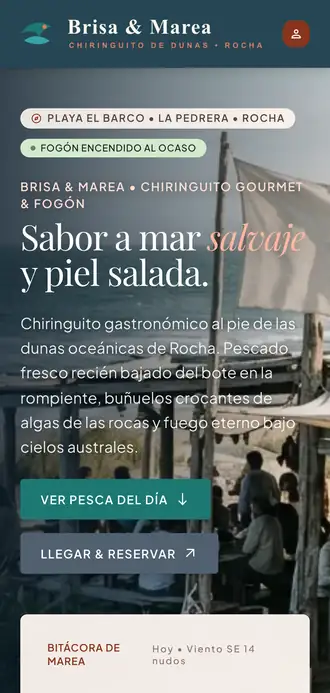 Brisa & Marea
CHIRINGUITO DE DUNAS • ROCHA
PLAYA EL BARCO • LA PEDRERA • ROCHA
FOGÓN ENCENDIDO AL OCASO
BRISA & MAREA • CHIRINGUITO GOURMET
& FOGÓN
Sabor a mar salvaje
y piel salada.
Chiringuito gastronómico al pie de las
dunas oceánicas de Rocha. Pescado
fresco recién bajado del bote en la
rompiente, buñuelos crocantes de
algas de las rocas y fuego eterno bajo
cielos australes.
VER PESCA DEL DÍA ↓
LLEGAR & RESERVAR ↗
BITÁCORA DE
MAREA
Hoy • Viento SE 14
nudos